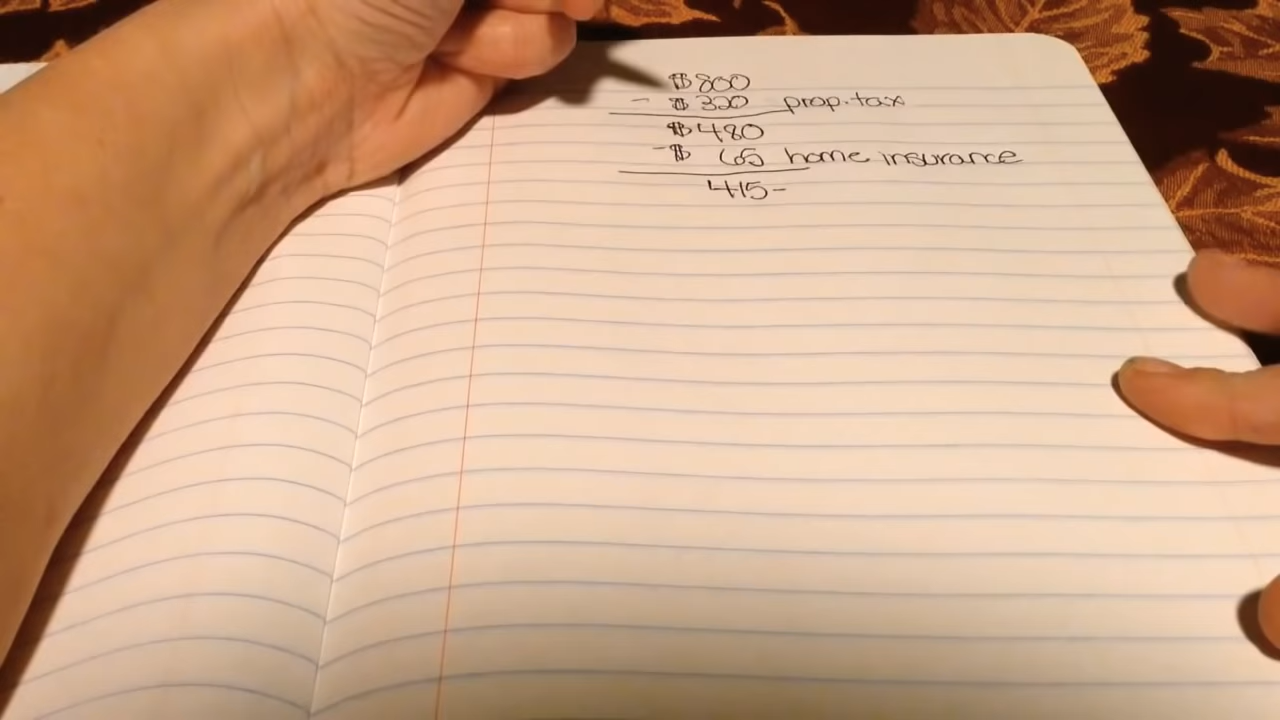 $800
- $320 prop.tax
$480
-$ 65 home insurance
415-